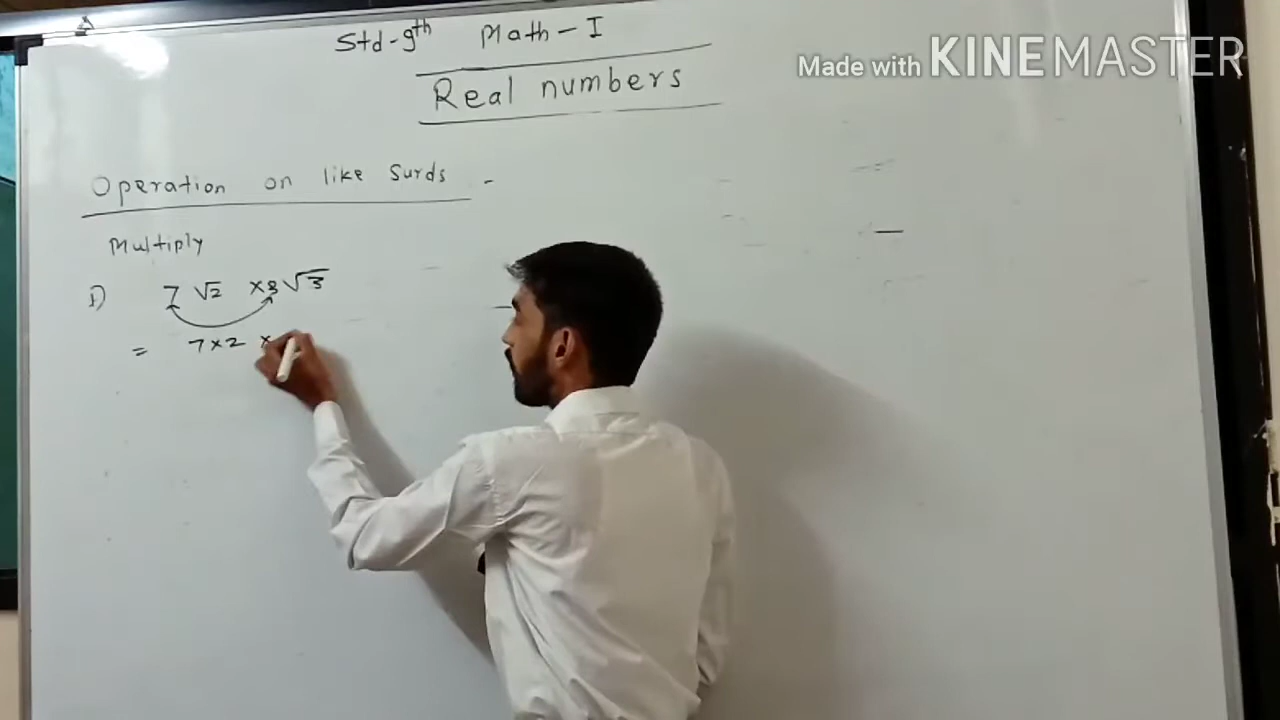 Std-9th Math-I
Made with KINEMASTER
Real numbers
Operation on like Surds -
Multiply
1) 7 √2 × 3 √3
= 7×2 ×